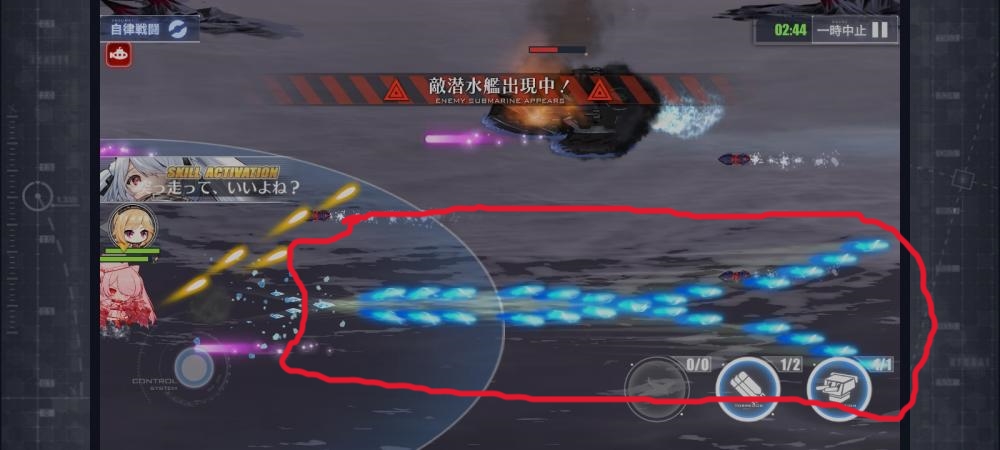 自律戦闘
02:44
一時中止
敵潜水艦出現中！
ENEMY SUBMARINE APPEARS
SKILL ACTIVATION
走って、いいよね？
0/0
1/2
1/1
CONTROL
SYSTEM